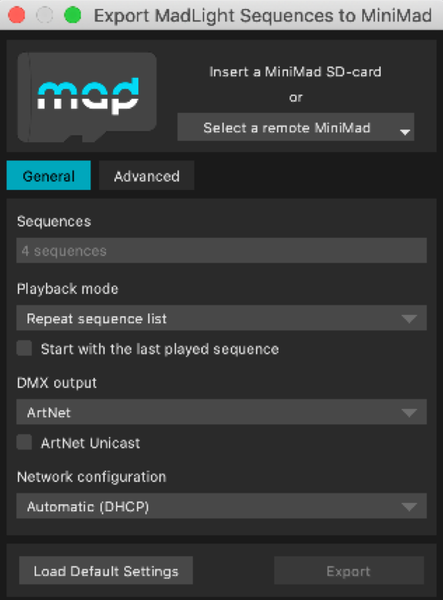 Export MadLight Sequences to MiniMad
map
Insert a MiniMad SD-card
or
Select a remote MiniMad
General
Advanced
Sequences
4 sequences
Playback mode
Repeat sequence list
Start with the last played sequence
DMX output
ArtNet
ArtNet Unicast
Network configuration
Automatic (DHCP)
Load Default Settings
Export